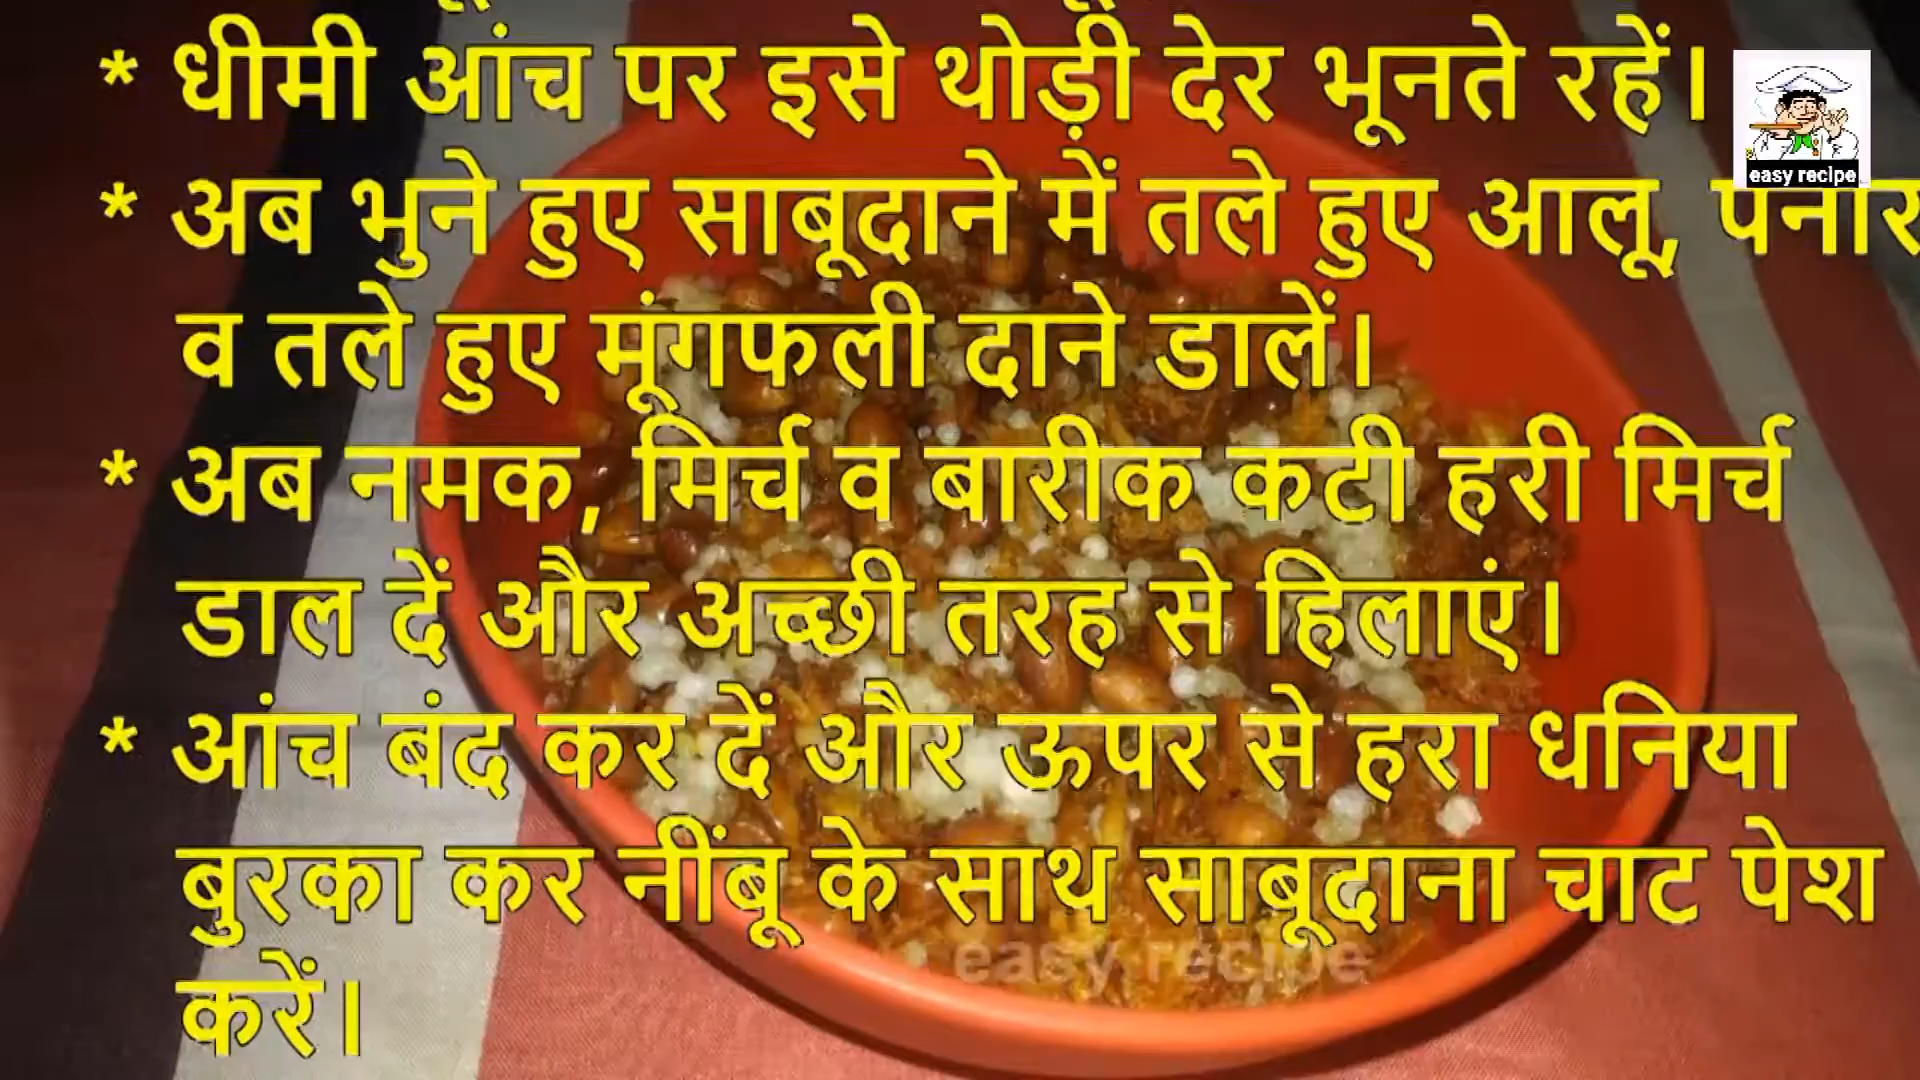 * धीमी आंच पर इसे थोड़ी देर भूनते रहें।
easy recipe
* अब भुने हुए साबूदाने में तले हुए आलू,
व तले हुए मूंगफली दाने डालें।
* अब नमक, मिर्च व बारीक कटी हरी मिर्च
डाल दें और अच्छी तरह से हिलाएं।
* आंच बंद कर दें और ऊपर से हरा धनिया
बुरका कर नींबू के साथ साबूदाना चाट पेश
easy recipe
करें।